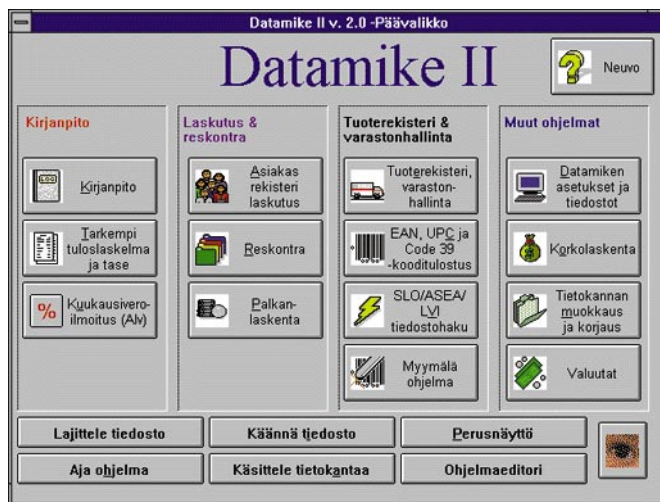 Datamike II v. 2.0 -Päävalikko
Datamike II
Neuvo
Kirjanpito
Kirjanpito
Tarkempi
tuloslaskelma
ja tase
%
Kuukausivero-
ilmoitus (Alv)
Laskutus &
reskontra
Asiakas
rekisteri
laskutus
Reskontra
Palkan-
laskenta
Tuoterekisteri &
varastonhallinta
Tuoterekisteri,
varaston-
hallinta
EAN, UPC ja
Code 39
-kooditulostus
SLO/ASEA/
LVI
tiedostohaku
Myymälä
ohjelma
Muut ohjelmat
Datamiken
asetukset ja
tiedostot
Korkolaskenta
Tietokannan
muokkaus
ja korjaus
Valuutat
Lajittele tiedosto
Käännä tiedosto
Perusnäyttö
Aja ohjelma
Käsittele tietokantaa
Ohjelmaeditori